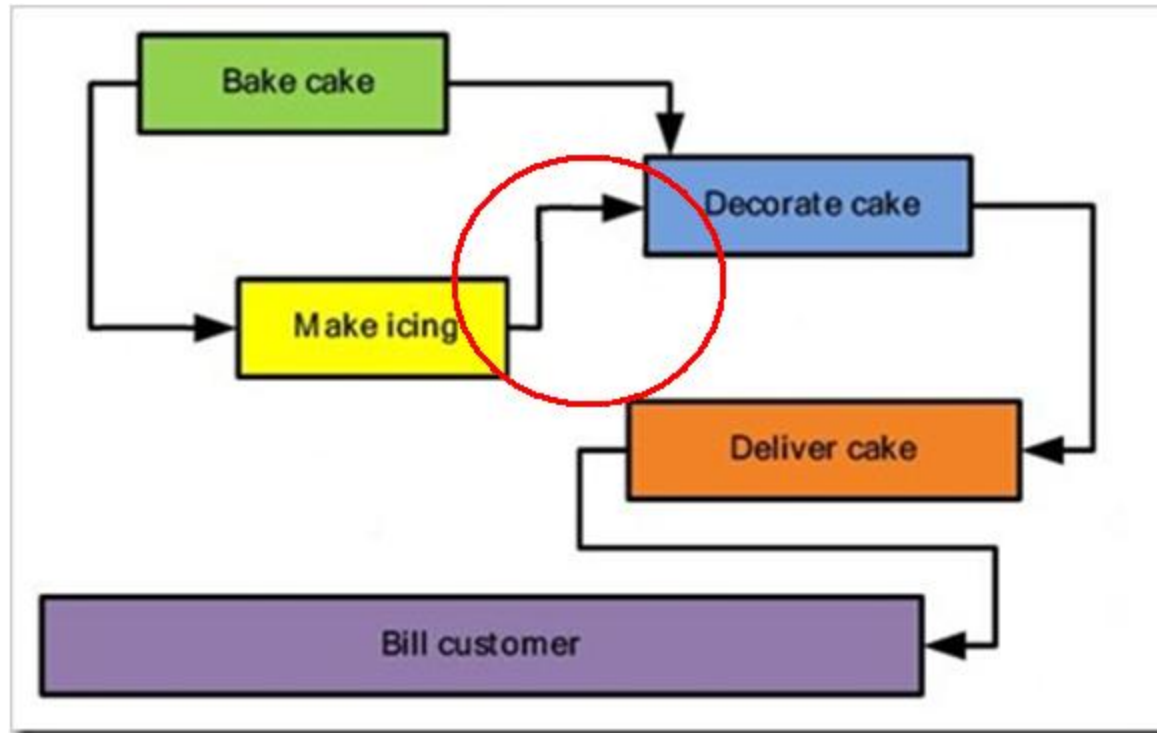 Bake cake
Decorate cake
Make icing
Deliver cake
Bill customer